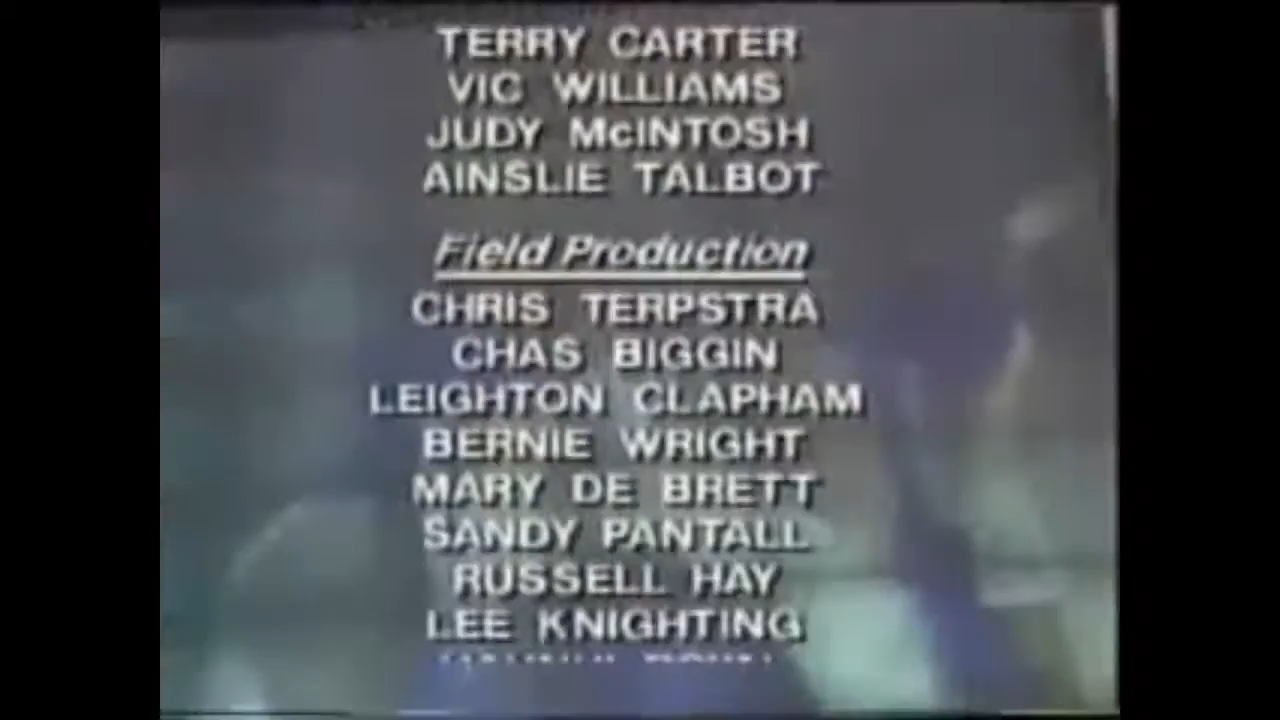 TERRY CARTER
VIC WILLIAMS
JUDY McINTOSH
AINSLIE TALBOT
Field Production
CHRIS TERPSTRA
CHAS BIGGIN
LEIGHTON CLAPHAM
BERNIE WRIGHT
MARY DE BRETT
SANDY PANTALL
RUSSELL HAY
LEE KNIGHTING